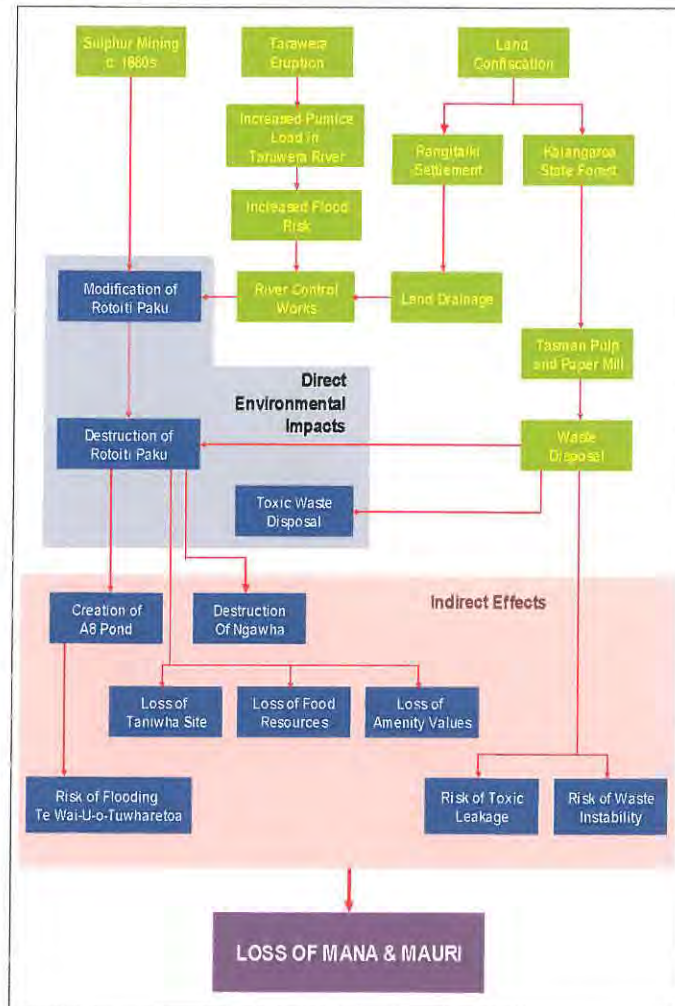 Sulphur Mining
c. 1880s
Tarawera
Eruption
Land
Confiscation
Increased Pumice
Load in
Tarawera River
Rangitaiki
Settlement
Kaiangaroa
State Forest
Increased Flood
Risk
Modification of
Rotoiti Paku
River Control
Works
Land Drainage
Tasman Pulp
and Paper Mill
Direct
Environmental
Impacts
Destruction of
Rotoiti Paku
Waste
Disposal
Toxic Waste
Disposal
Indirect Effects
Creation of
A8 Pond
Destruction
Of Ngawha
Loss of
Taniwha Site
Loss of Food
Resources
Loss of
Amenity Values
Risk of Flooding
Te Wai-U-o-Tuwharetoa
Risk of Toxic
Leakage
Risk of Waste
Instability
LOSS OF MANA & MAURI